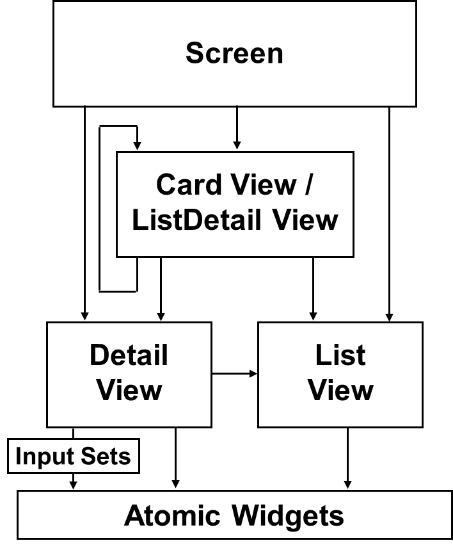 Screen
Card View /
ListDetail View
Detail
View
List
View
Input Sets
Atomic Widgets